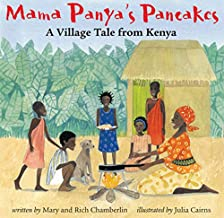 Mama Panya's Pancakes
A Village Tale from Kenya
written by Mary and Rich Chamberlin illustrated by Julia Cairns